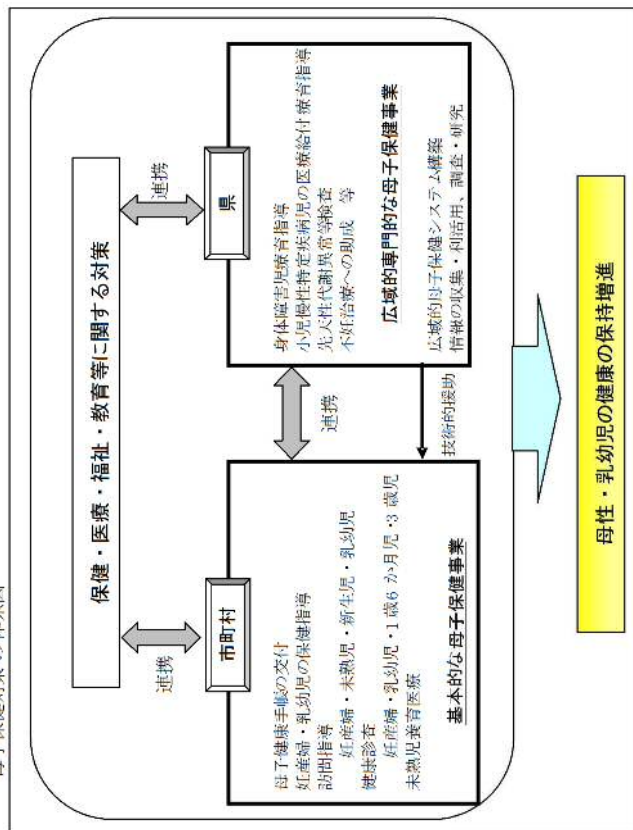 母子保健対策の体系図
保健・医療・福祉・教育等に関する対策
連携
連携
市町村
県
母子健康手帳の交付
妊産婦・乳幼児の保健指導
訪問指導
妊産婦・未熟児・新生児・乳幼児
健康診査
妊産婦・乳幼児・1歳6か月児・3歳児
未熟児養育医療
基本的な母子保健事業
連携
技術的援助
身体障害児療育指導
小児慢性特定疾病児の医療給付 療育指導
先天性代謝異常等検査
不妊治療への助成 等
広域的専門的な母子保健事業
広域的母子保健システム構築
情報の収集・利活用、調査・研究
母性・乳幼児の健康の保持増進